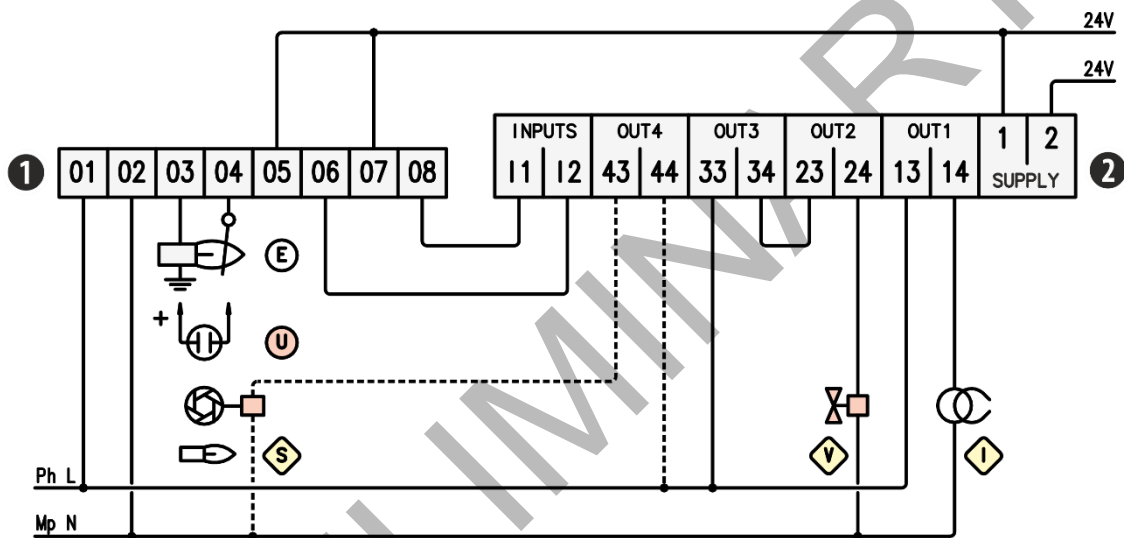 24V
24V
INPUTS OUT4 OUT3 OUT2 OUT1 1 2
1 01 02 03 04 05 06 07 08 I1 I2 43 44 33 34 23 24 13 14 SUPPLY 2
E
+ U
S V I
Ph L
Mp N